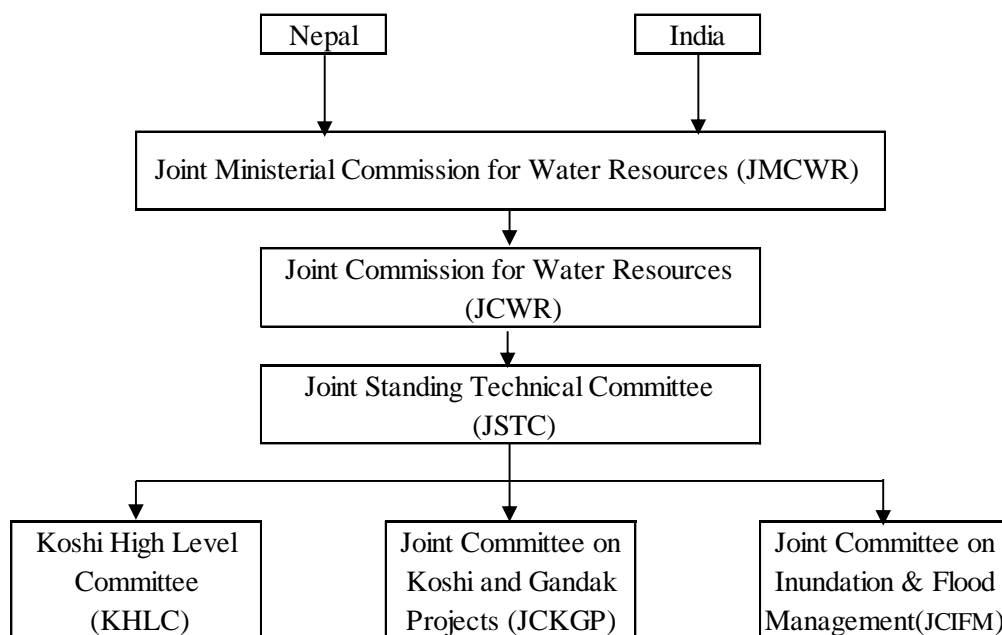 Nepal
India
Joint Ministerial Commission for Water Resources (JMCWR)
Joint Commission for Water Resources
(JCWR)
Joint Standing Technical Committee
(JSTC)
Koshi High Level
Committee
(KHLC)
Joint Committee on
Koshi and Gandak
Projects (JCKGP)
Joint Committee on
Inundation & Flood
Management(JCIFM)